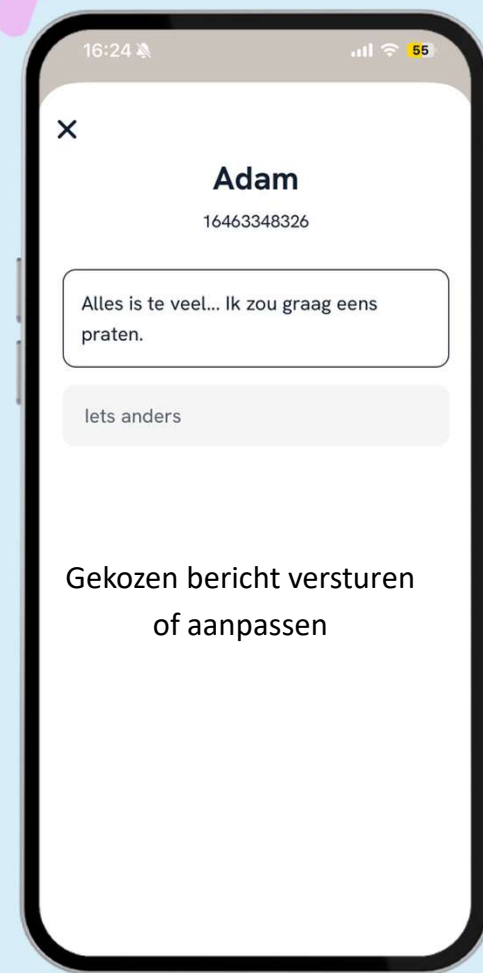 16:24
55
Adam
16463348326
Alles is te veel... Ik zou graag eens
praten.
Iets anders
Gekozen bericht versturen
of aanpassen